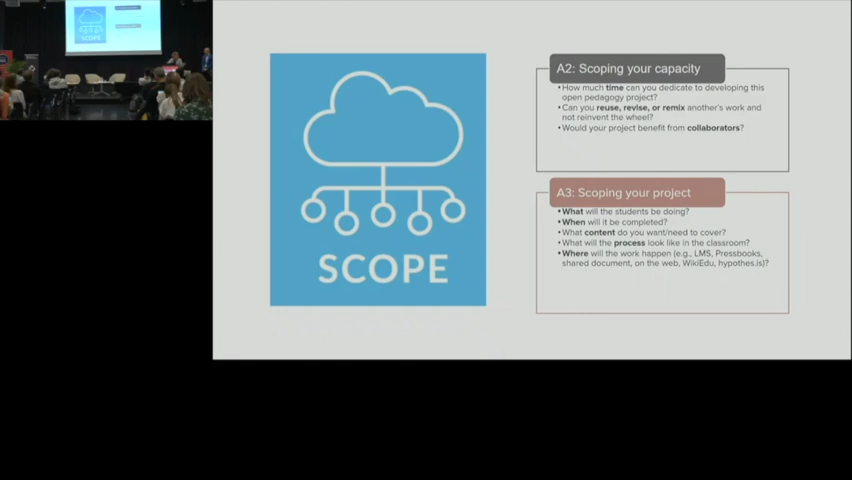 SCOPE
A2: Scoping your capacity
•How much time can you dedicate to developing this
open pedagogy project?
•Can you reuse, revise, or remix another's work and
not reinvent the wheel?
•Would your project benefit from collaborators?
A3: Scoping your project
•What will the students be doing?
•When will it be completed?
•What content do you want/need to cover?
•What will the process look like in the classroom?
•Where will the work happen (e.g., LMS, Pressbooks,
shared document, on the web, WikiEdu, hypothes.is)?
SCOPE